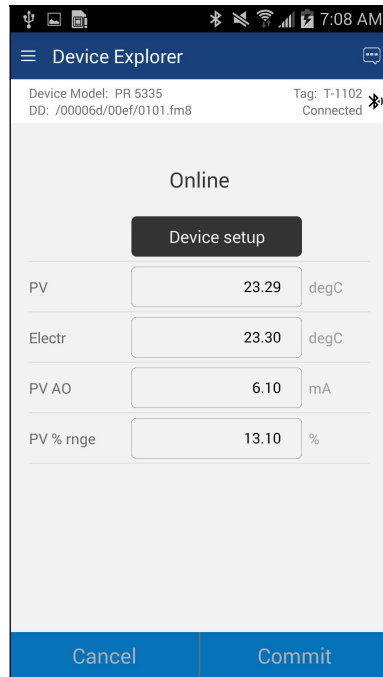 7:08 AM
Device Explorer
Device Model: PR 5335
Tag: T-1102
DD: /00006d/00ef/0101.fm8
Connected
Online
Device setup
PV 23.29 degC
Electr 23.30 degC
PV AO 6.10 mA
PV % rnge 13.10 %
Cancel Commit